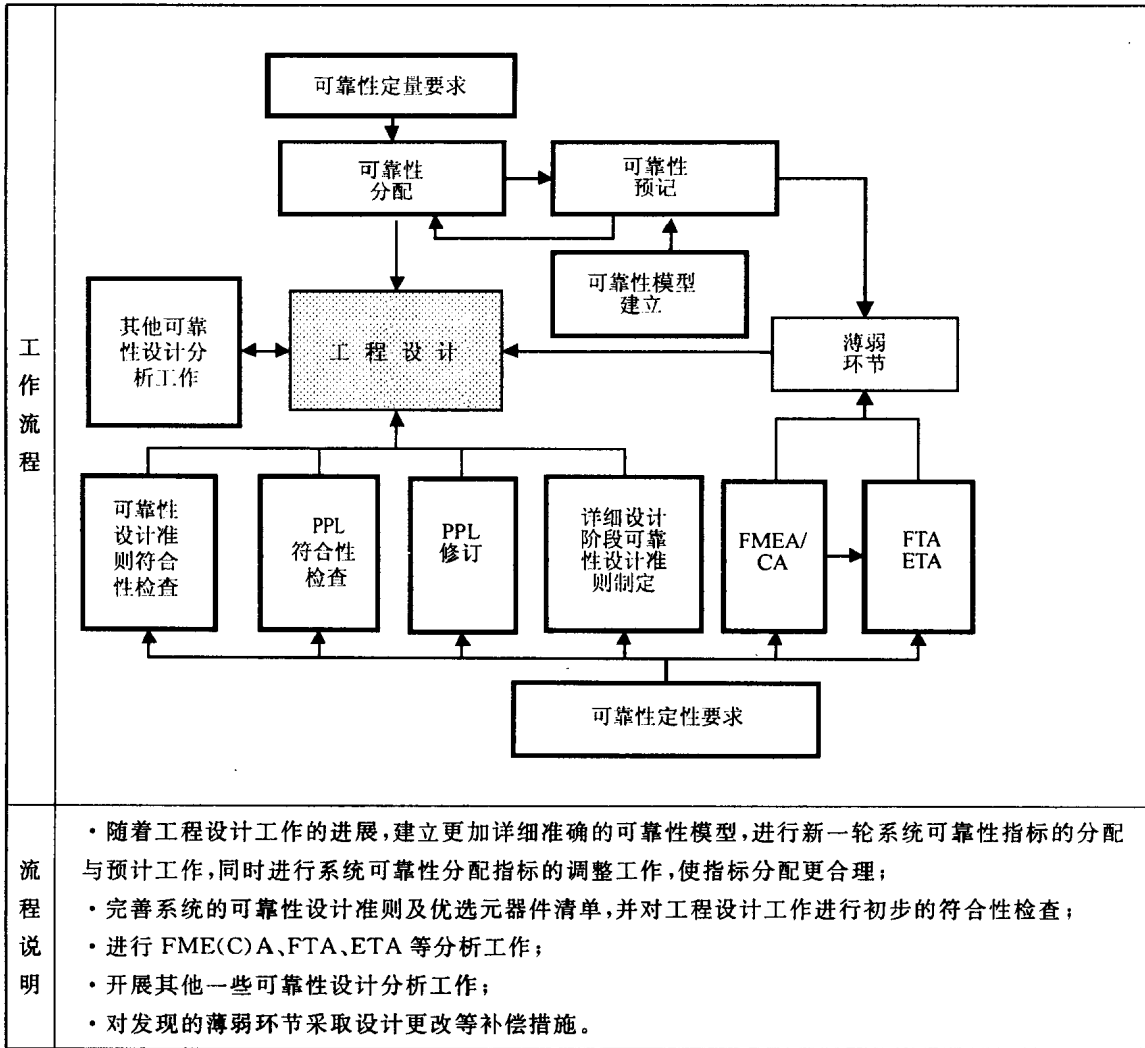 工作流程
可靠性定量要求
可靠性
分配
可靠性
预记
可靠性模型
建立
其他可靠
性设计分
析工作
工程设计
薄弱
环节
可靠性
设计准
则符合
性检查
PPL
符合性
检查
PPL
修订
详细设计
阶段可靠
性设计准
则制定
FMEA/
CA
FTA
ETA
可靠性定性要求
流程说明
·随着工程设计工作的进展,建立更加详细准确的可靠性模型,进行新一轮系统可靠性指标的分配
与预计工作,同时进行系统可靠性分配指标的调整工作,使指标分配更合理;
·完善系统的可靠性设计准则及优选元器件清单,并对工程设计工作进行初步的符合性检查;
·进行 FME(C)A、FTA、ETA 等分析工作;
·开展其他一些可靠性设计分析工作;
·对发现的薄弱环节采取设计更改等补偿措施。